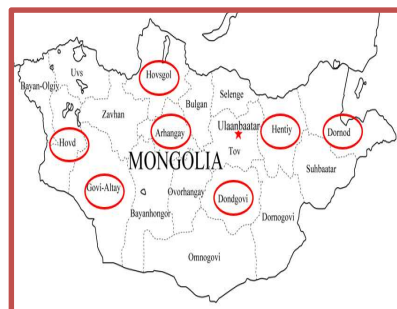 Hovsgol
Uvs
Bayan-Olgiy
Selenge
Zavhan
Bulgan
Ulaanbaatar
Arhangay
Hentiy
Dornod
Hovd
Tov
MONGOLIA
Suhbaatar
Govi-Altay
Ovorhangay
Dondgovi
Bayanhongor
Dornogovi
Omnogovi